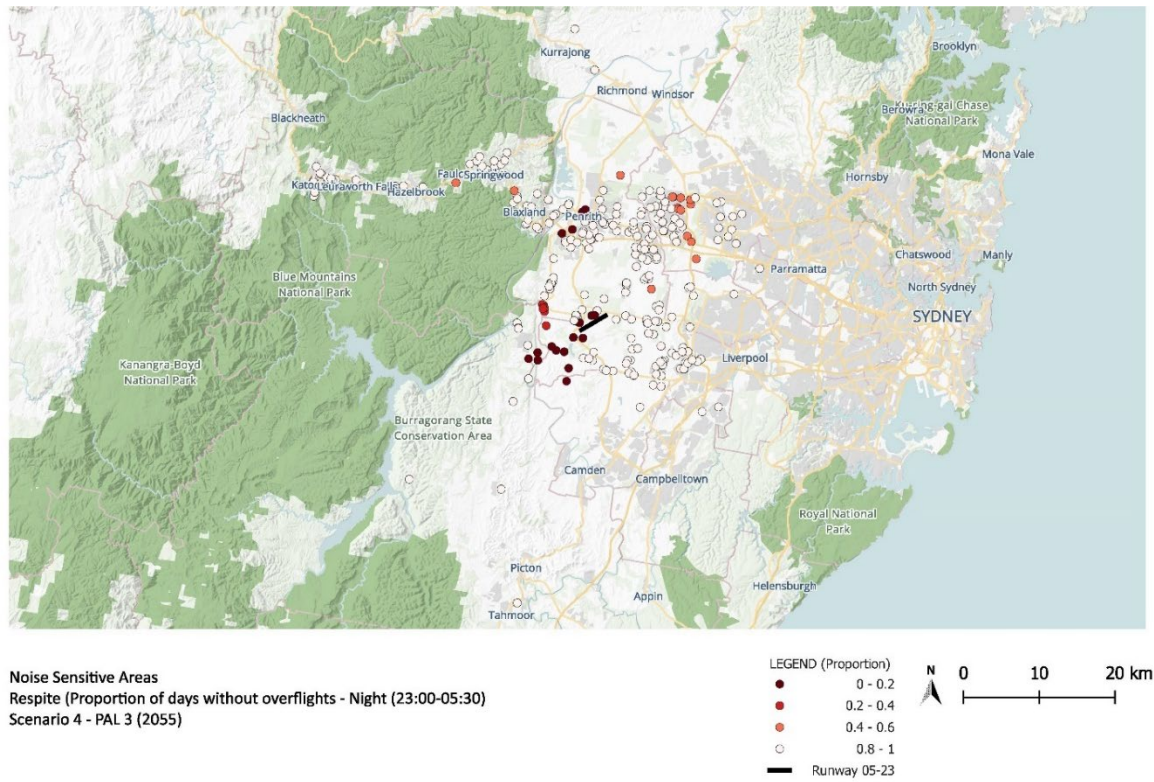 Brooklyn
Kurrajong
Richmond Windsor
Berowra
Ku-ring-gai Chase
National Park
Blackheath
Mona Vale
Hornsby
Springwood
Hazelbrook
Blaxland
Penrith
Chatswood
Manly
Parramatta
Blue Mountains
National Park
North Sydney
SYDNEY
Liverpool
Kanangra-Boyd
National Park
Burragorang State
Conservation Area
Camden
Campbelltown
Royal National
Park
Picton
Appin
Helensburgh
Tahmoor
Noise Sensitive Areas
Respite (Proportion of days without overflights - Night (23:00-05:30)
Scenario 4 - PAL 3 (2055)
LEGEND (Proportion)
0 - 0.2
0.2 - 0.4
0.4 - 0.6
0.8 - 1
Runway 05-23
N
0 10 20 km